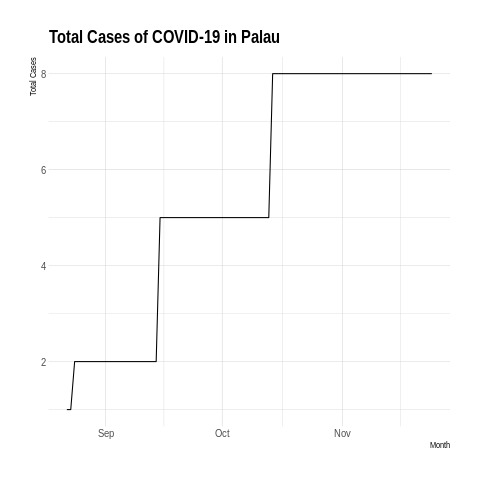 Total Cases of COVID-19 in Palau
Total Cases
8
6
4
2
Sep Oct Nov
Month